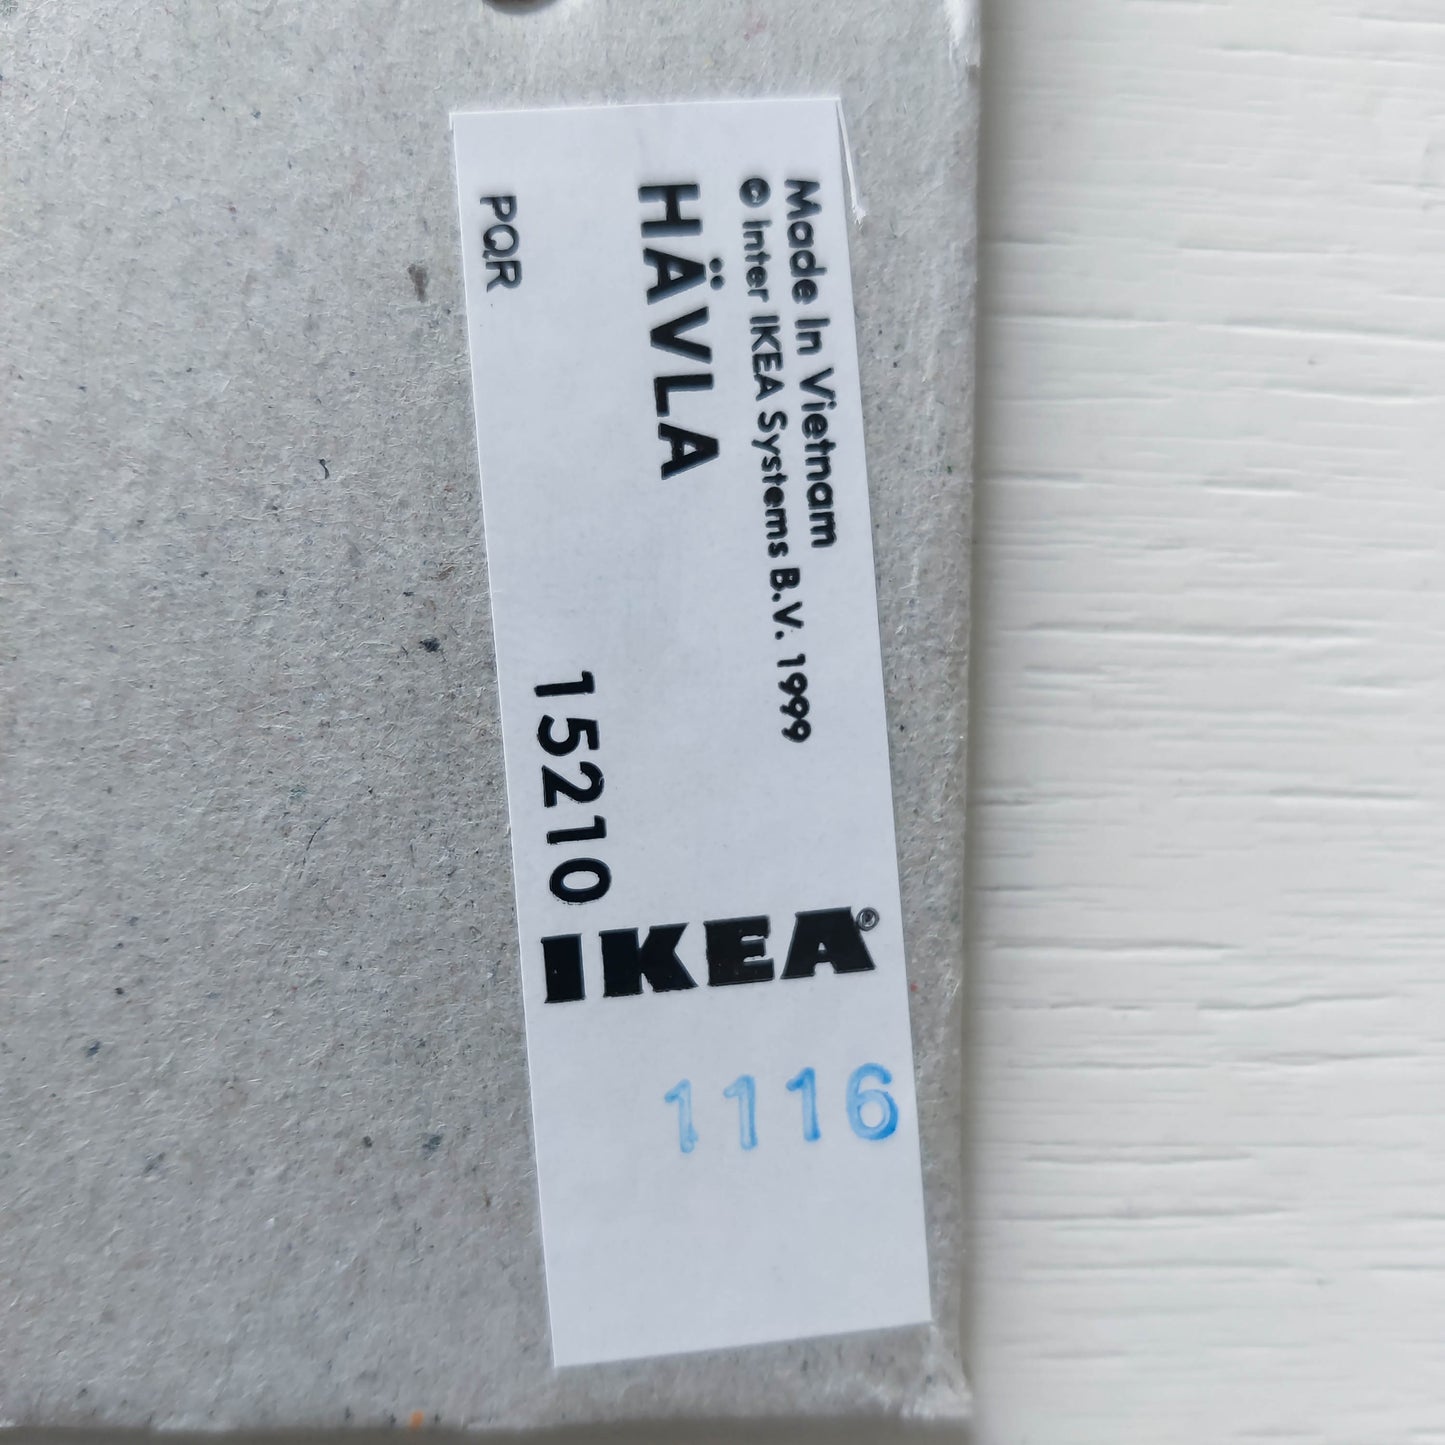 Made In Vietnam
© Inter IKEA Systems B.V. 1999
HÄVLA
15210
PQR
IKEA®
1116